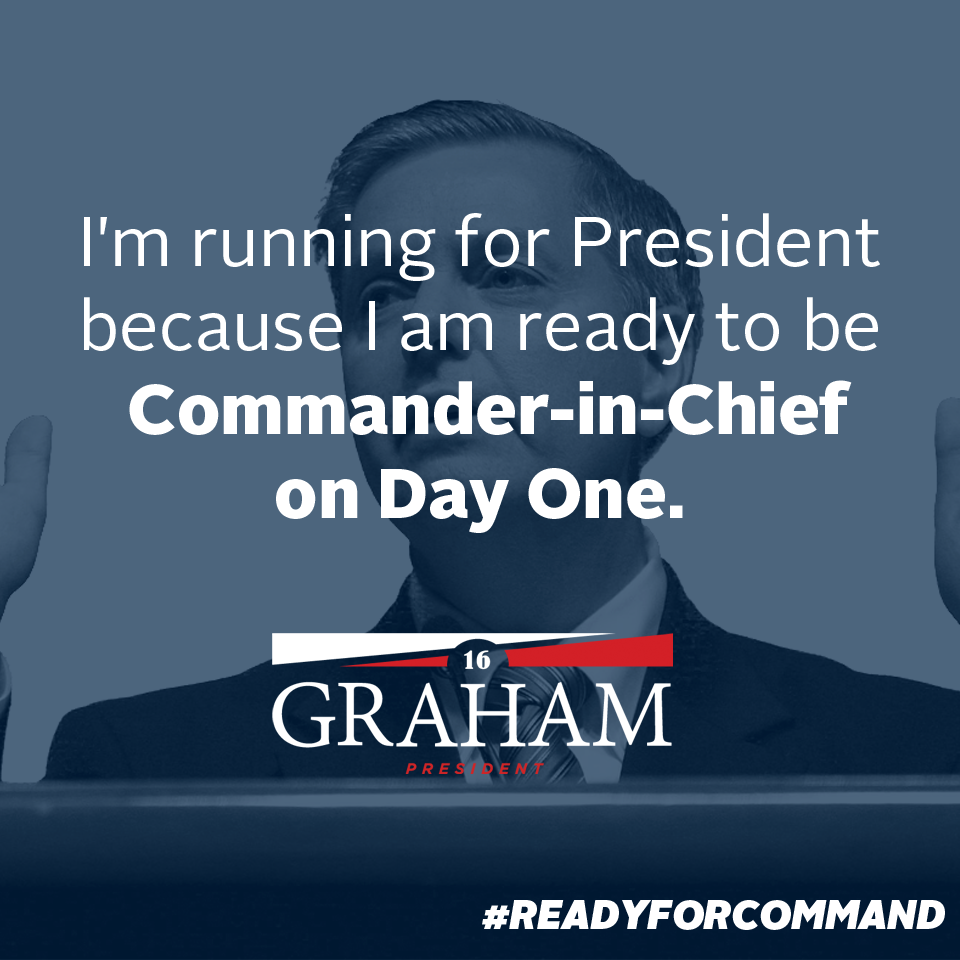 I'm running for President
because I am ready to be
Commander-in-Chief
on Day One.
16
GRAHAM
PRESIDENT
#READYFORCOMMAND